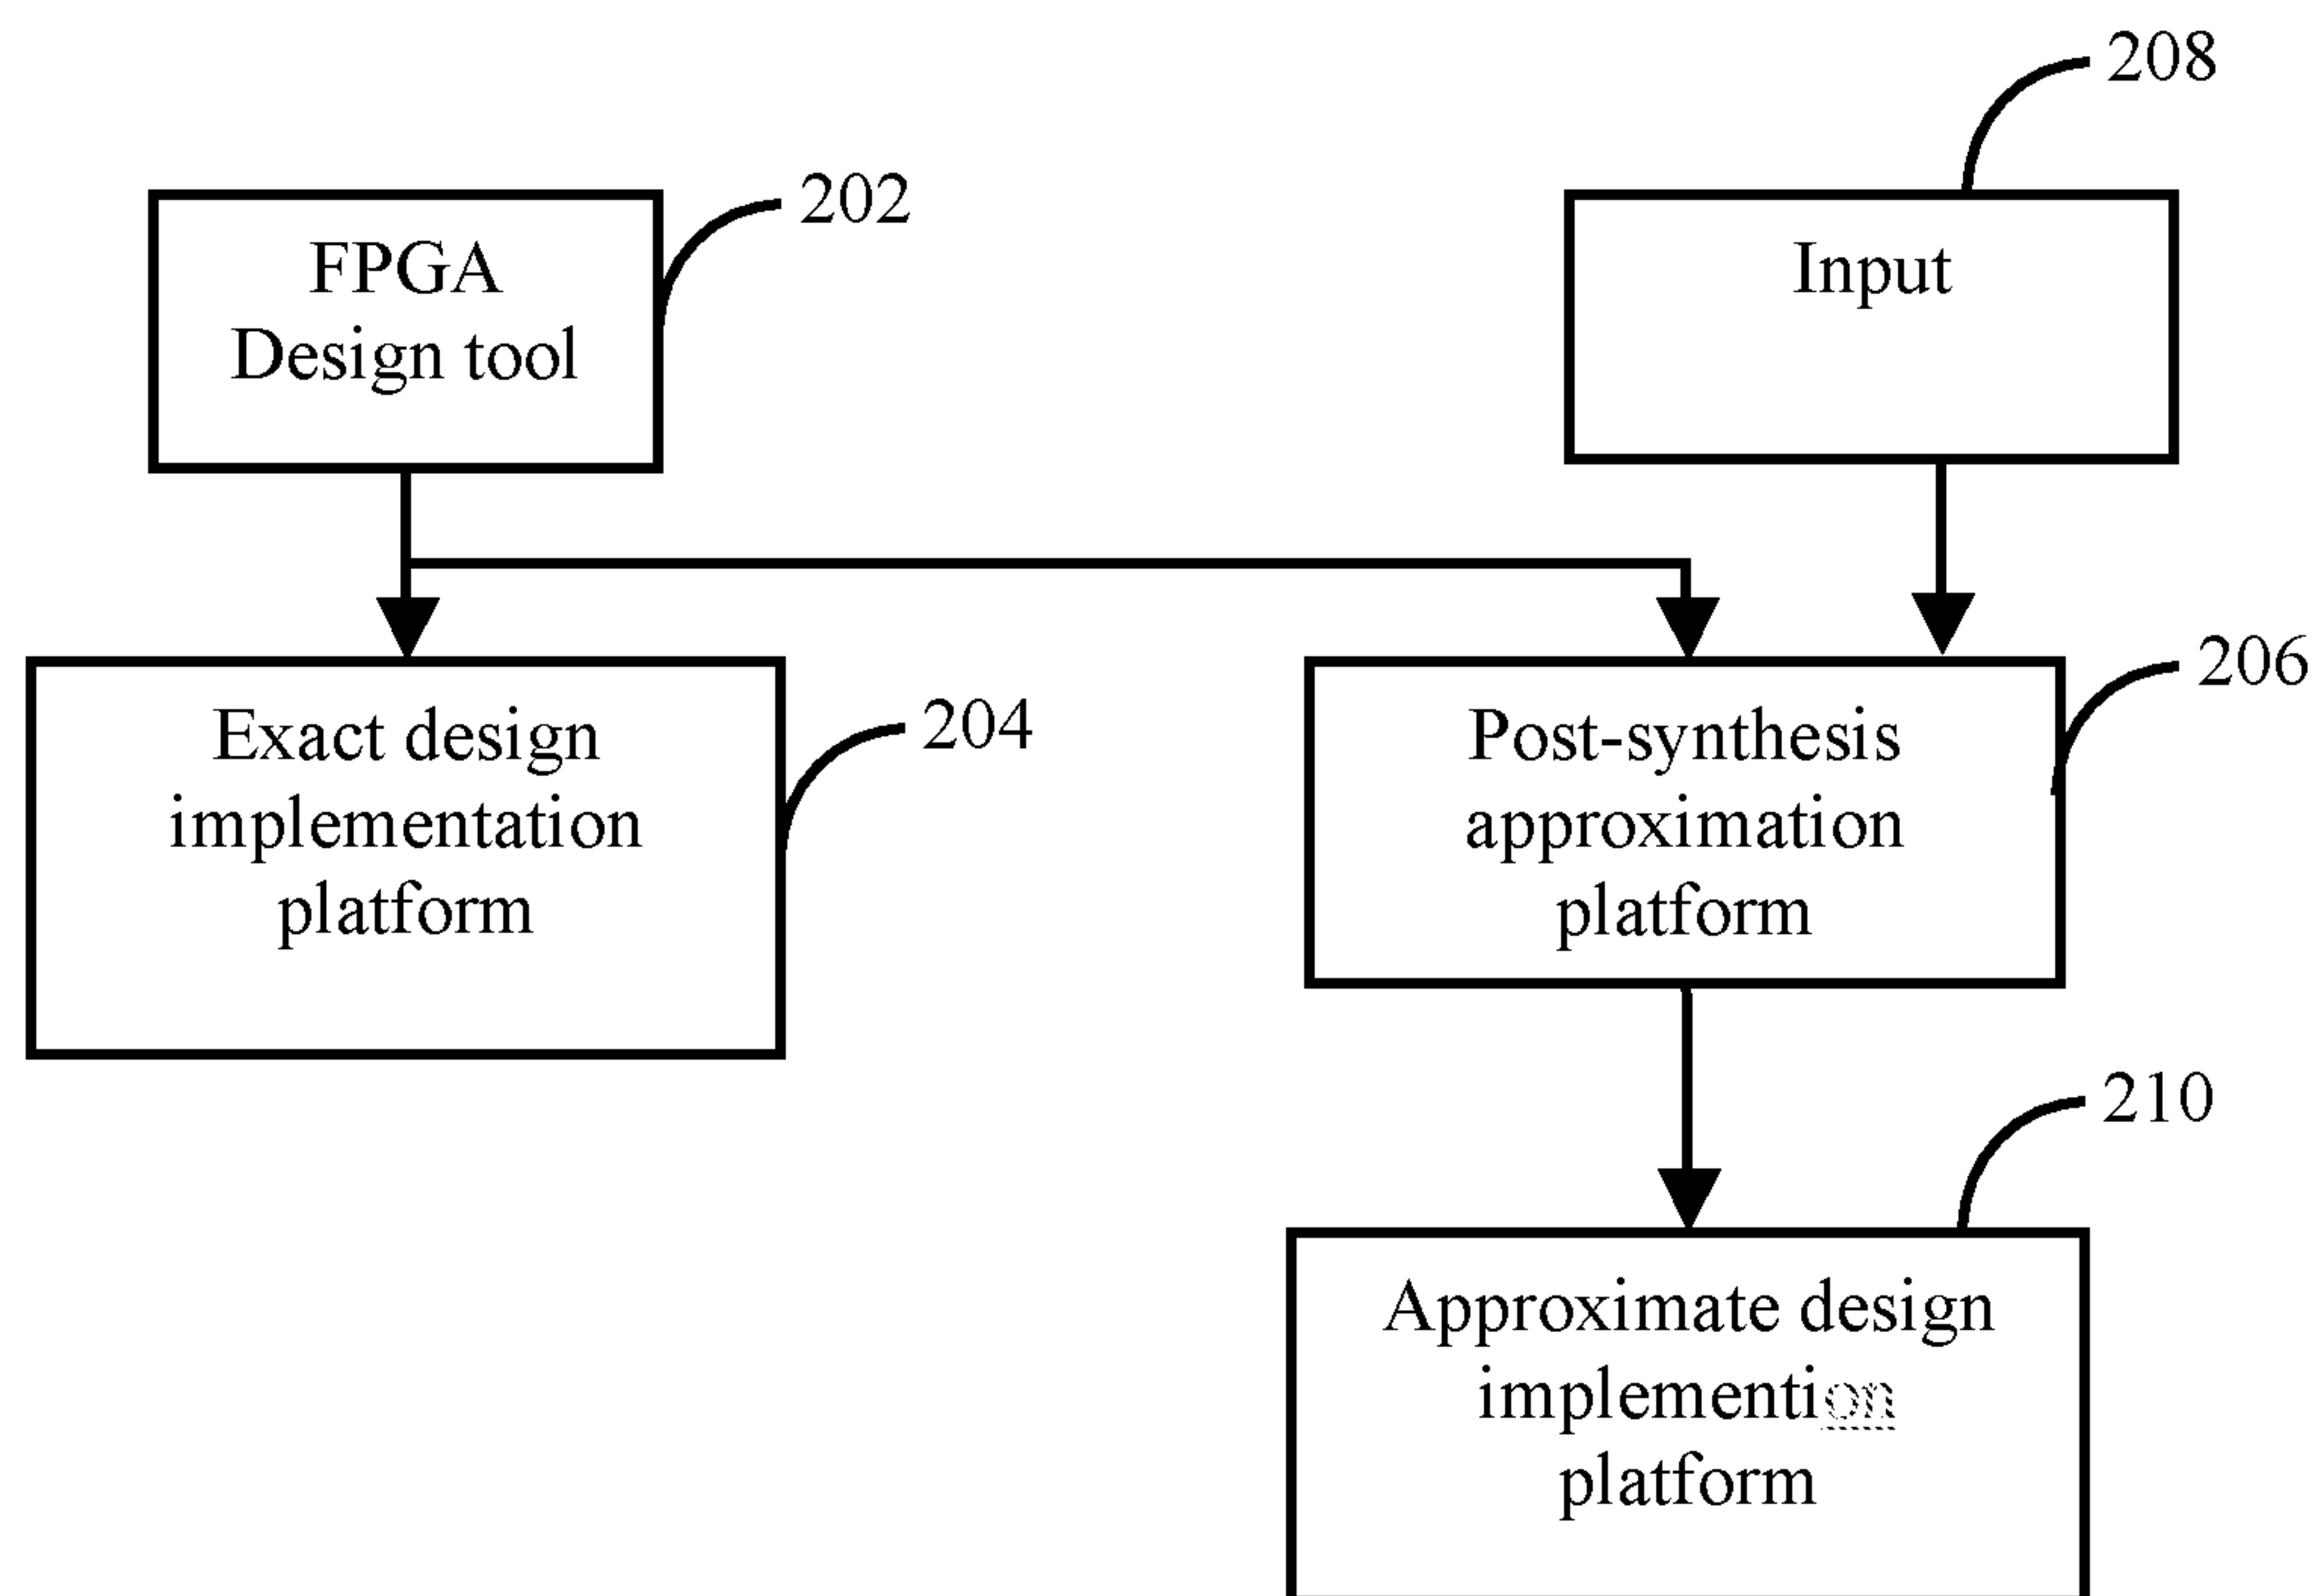 208
202
FPGA
Design tool
Input
206
Exact design
implementation
platform
204
Post-synthesis
approximation
platform
210
Approximate design
implemention
platform